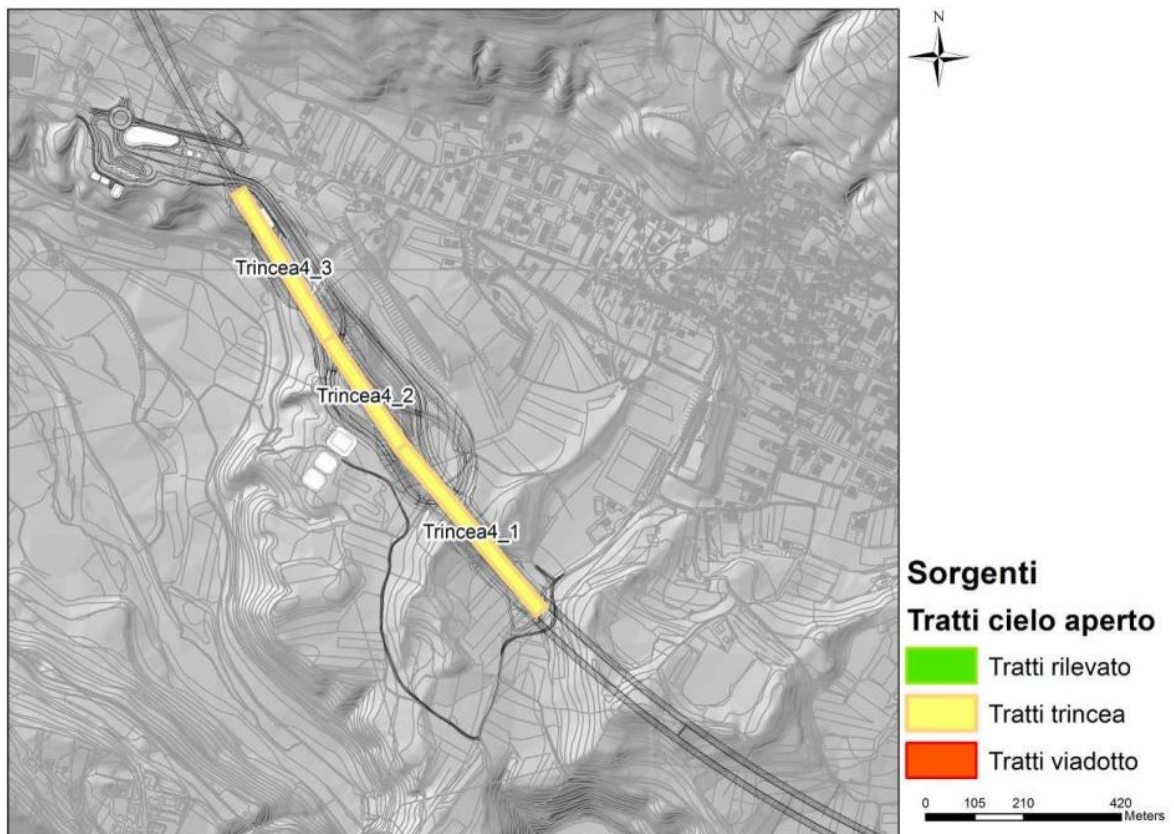 N
Trincea4_3
Trincea4_2
Trincea4_1
Sorgenti
Tratti cielo aperto
Tratti rilevato
Tratti trincea
Tratti viadotto
0 105 210 420
Meters